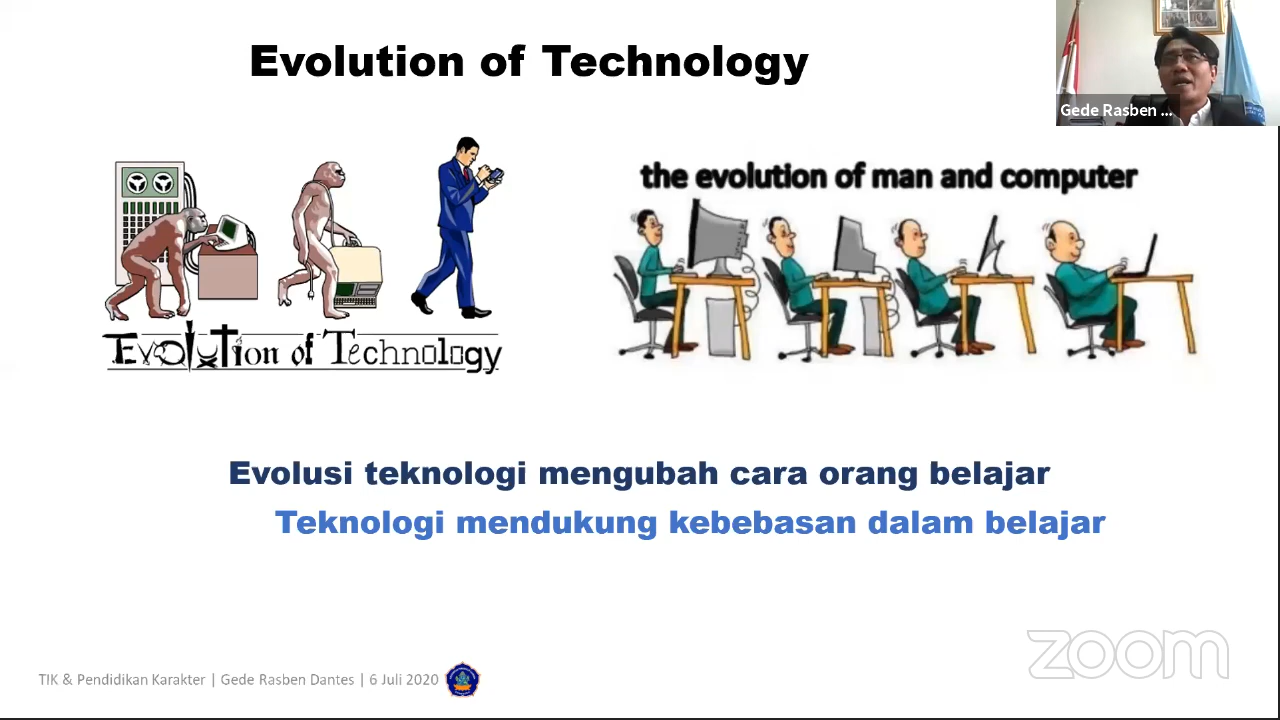 Evolution of Technology
Gede Rasben ...
Evolution of Technology
the evolution of man and computer
Evolusi teknologi mengubah cara orang belajar
Teknologi mendukung kebebasan dalam belajar
zoom
TIK & Pendidikan Karakter | Gede Rasben Dantes | 6 Juli 2020